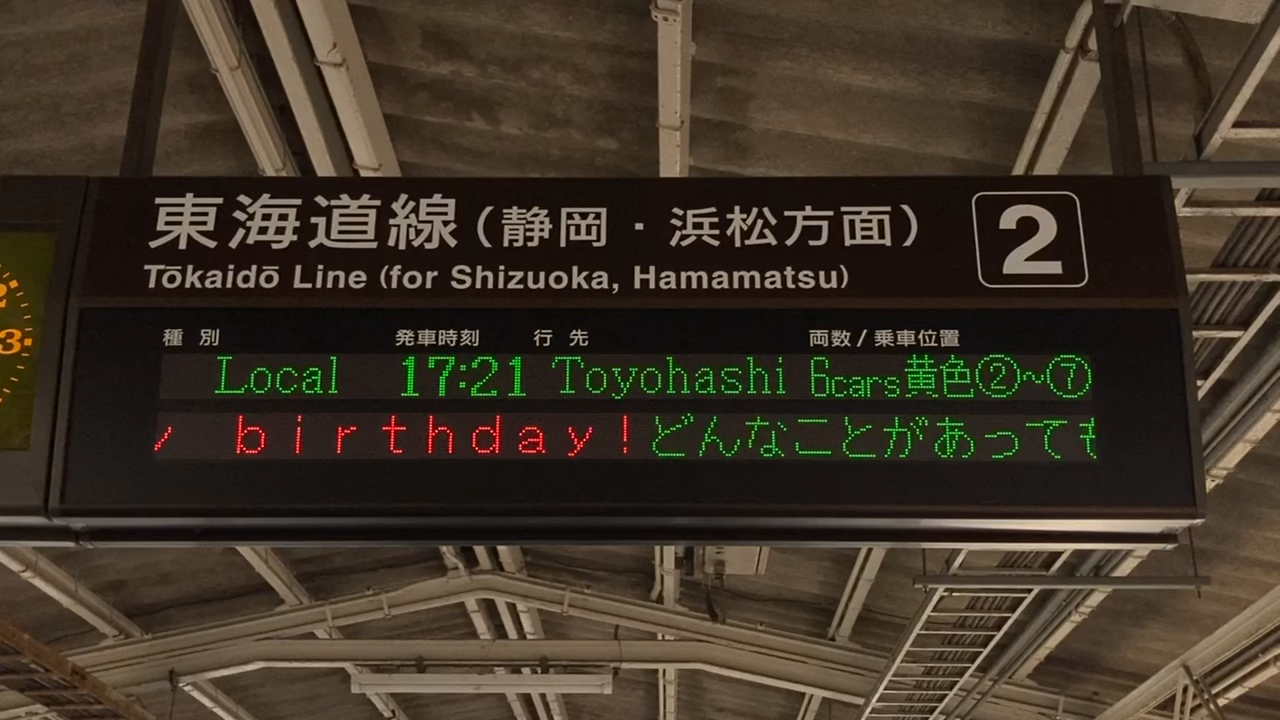 東海道線(静岡・浜松方面)
2
Tōkaidō Line (for Shizuoka, Hamamatsu)
種別 発車時刻 行先 両数/乗車位置
Local 17:21 Toyohashi 6cars黄色②~⑦
birthday!どんなことがあって
3